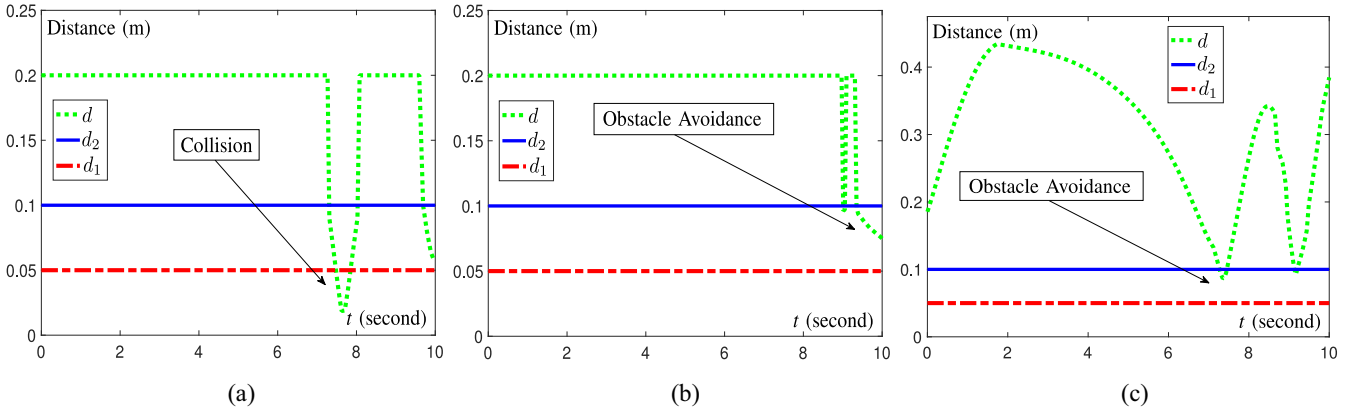 Distance (m)
0.25
0.2
0.15
0.1
0.05
0
d
d2
d1
Collision
t (second)
0 2 4 6 8 10
(a)
Distance (m)
0.25
0.2
0.15
0.1
0.05
0
d
d2
d1
Obstacle Avoidance
t (second)
0 2 4 6 8 10
(b)
Distance (m)
0.4
0.3
0.2
0.1
0
d
d2
d1
Obstacle Avoidance
t (second)
0 2 4 6 8 10
(c)